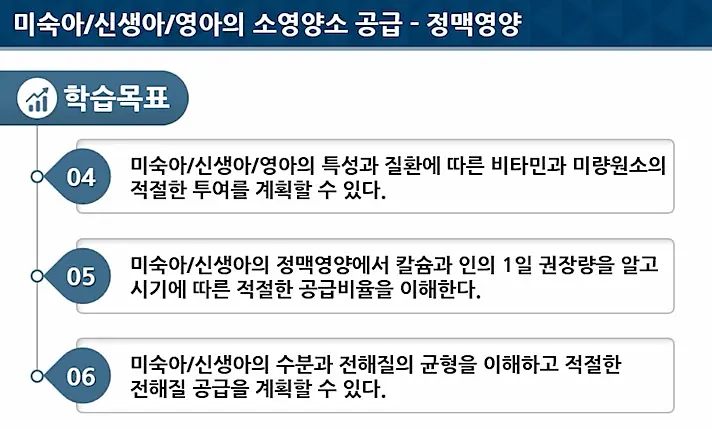 미숙아/신생아/영아의 소영양소 공급 - 정맥영양
학습목표
04
미숙아/신생아/영아의 특성과 질환에 따른 비타민과 미량원소의
적절한 투여를 계획할 수 있다.
05
미숙아/신생아의 정맥영양에서 칼슘과 인의 1일 권장량을 알고
시기에 따른 적절한 공급비율을 이해한다.
06
미숙아/신생아의 수분과 전해질의 균형을 이해하고 적절한
전해질 공급을 계획할 수 있다.